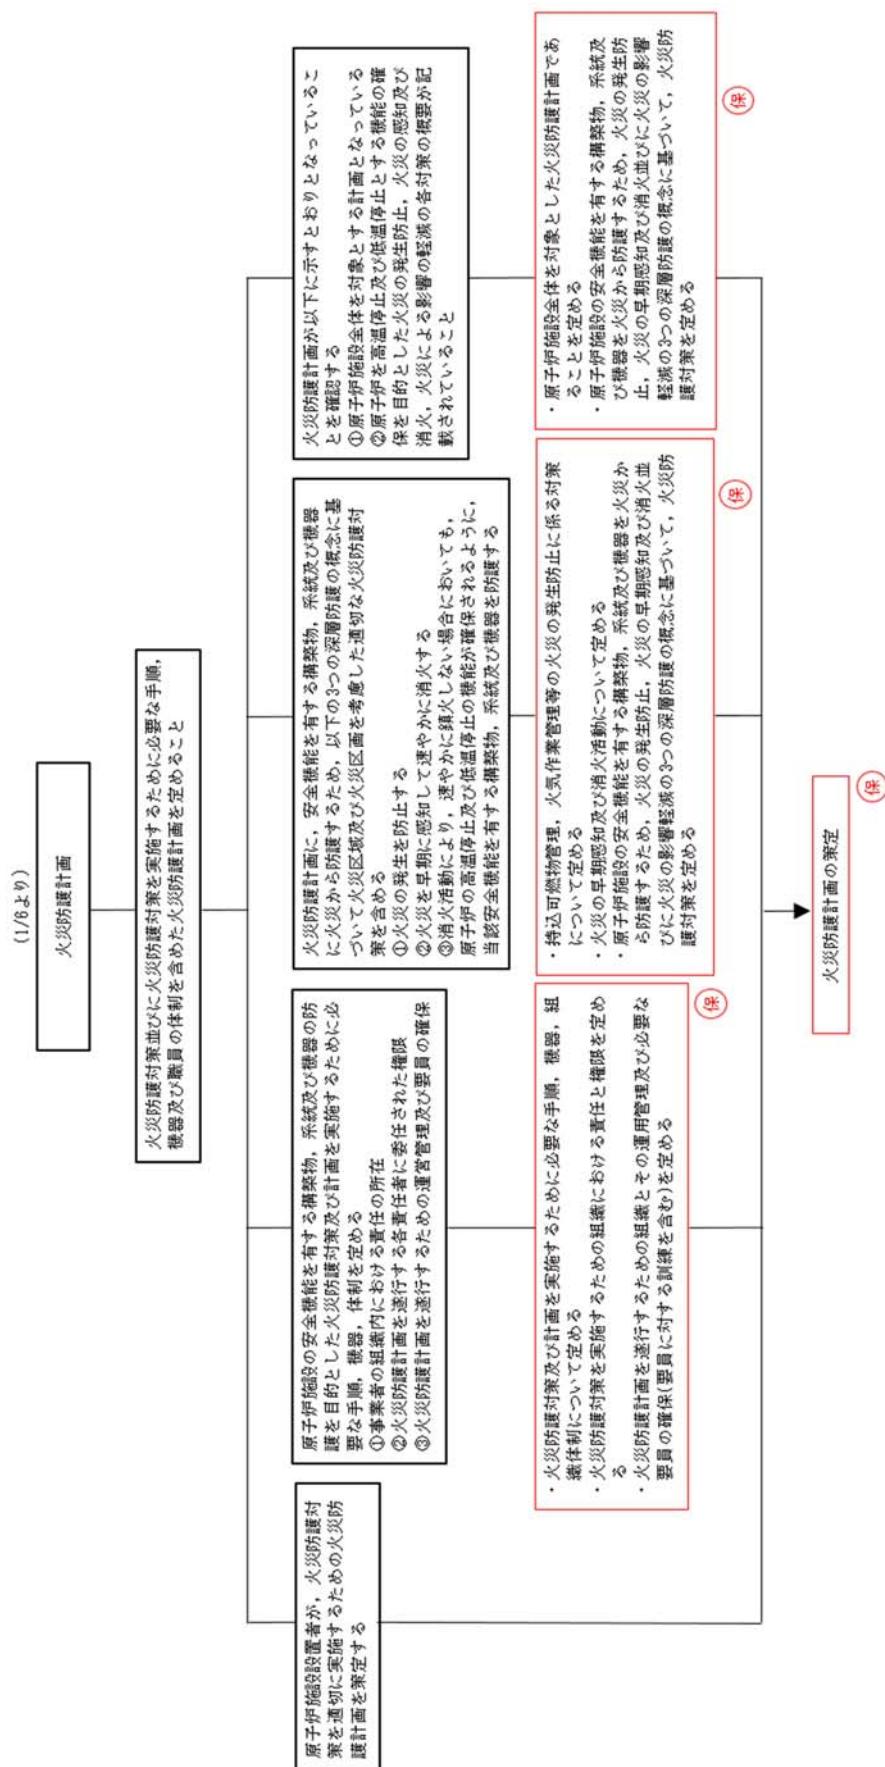 (1/6より)
火災防護計画
火災防護対策並びに火災防護対策を実施するために必要な手順,
機器及び職員の体制を含めた火災防護計画を定めること
原子炉施設設置者が，火災防護対
策を適切に実施するための火災防
護計画を策定する
原子炉施設の安全機能を有する構築物，系統及び機器の防
護を目的とした火災防護対策及び計画を実施するために必
要な手順，機器，体制を定める
①事業者の組織内における責任の所在
②火災防護計画を遂行する各責任者に委任された権限
③火災防護計画を遂行するための運営管理及び要員の確保
火災防護計画に，安全機能を有する構築物，系統及び機器
に火災から防護するため，以下の3つの深層防護の概念に基
づいて火災区域及び火災区画を考慮した適切な火災防護対
策を含める
①火災の発生を防止する
②火災を早期に感知して速やかに消火する
③消火活動により，速やかに鎮火しない場合においても，
原子炉の高温停止及び低温停止の機能が確保されるように，
当該安全機能を有する構築物，系統及び機器を防護する
火災防護計画が以下に示すとおりとなっているこ
とを確認する
①原子炉施設全体を対象とする計画となっている
②原子炉を高温停止及び低温停止とする機能の確
保を目的とした火災の発生防止，火災の感知及び
消火，火災による影響の軽減の各対策の概要が記
載されていること
・火災防護対策及び計画を実施するために必要な手順，機器，組
織体制について定める
・火災防護対策を実施するための組織における責任と権限を定め
る
・火災防護計画を遂行するための組織とその運用管理及び必要な
要員の確保(要員に対する訓練を含む)を定める
保
・持込可燃物管理，火気作業管理等の火災の発生防止に係る対策
について定める
・火災の早期感知及び消火活動について定める
・原子炉施設の安全機能を有する構築物，系統及び機器を火災か
ら防護するため，火災の発生防止，火災の早期感知及び消火並
びに火災の影響軽減の3つの深層防護の概念に基づいて，火災防
護対策を定める
保
・原子炉施設全体を対象とした火災防護計画であ
ることを定める
・原子炉施設の安全機能を有する構築物，系統及
び機器を火災から防護するため，火災の発生防
止，火災の早期感知及び消火並びに火災の影響
軽減の3つの深層防護の概念に基づいて，火災防
護対策を定める
保
火災防護計画の策定
保